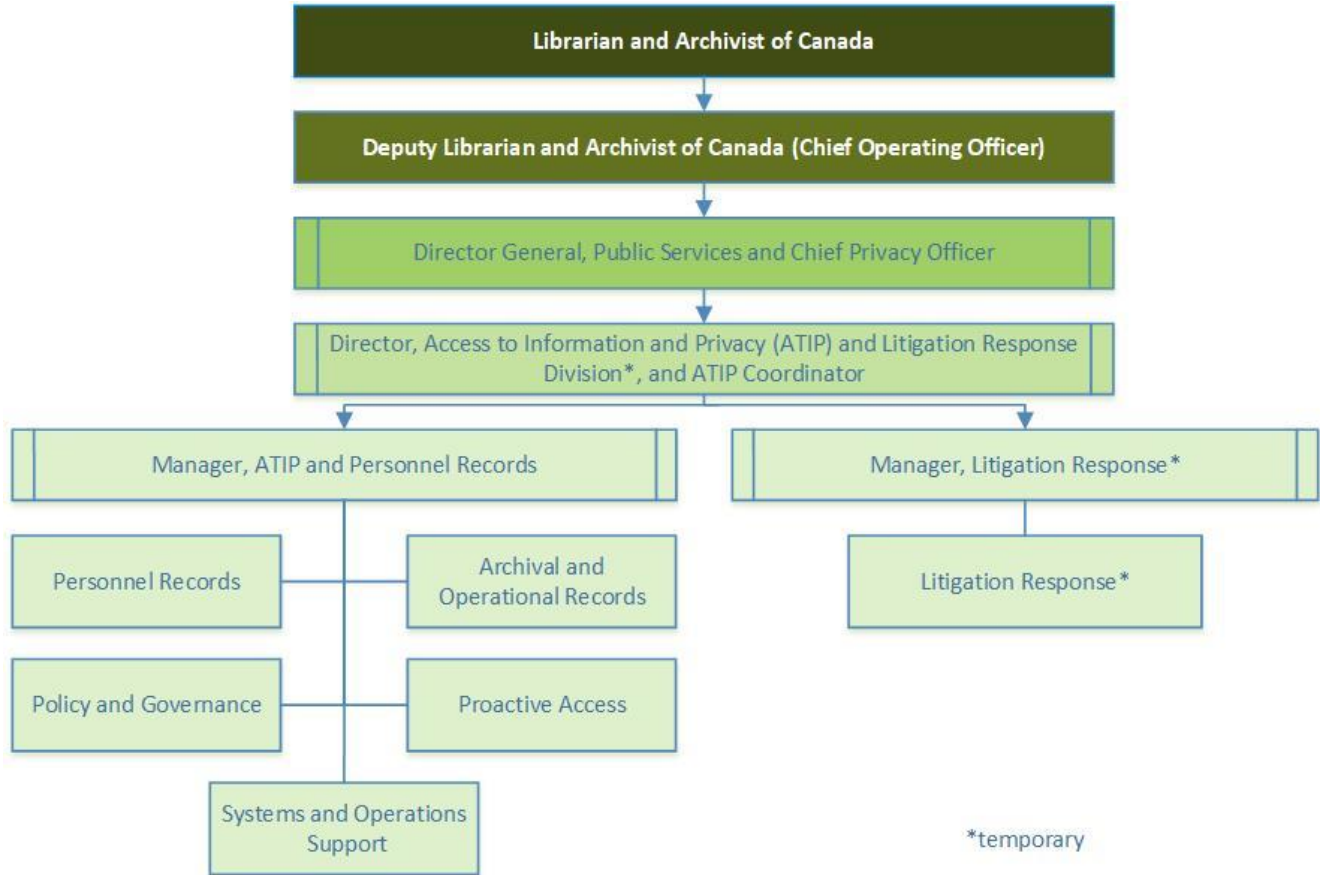 Librarian and Archivist of Canada
Deputy Librarian and Archivist of Canada (Chief Operating Officer)
Director General, Public Services and Chief Privacy Officer
Director, Access to Information and Privacy (ATIP) and Litigation Response
Division*, and ATIP Coordinator
Manager, ATIP and Personnel Records
Manager, Litigation Response*
Personnel Records
Archival and
Operational Records
Litigation Response*
Policy and Governance
Proactive Access
Systems and Operations
Support
*temporary